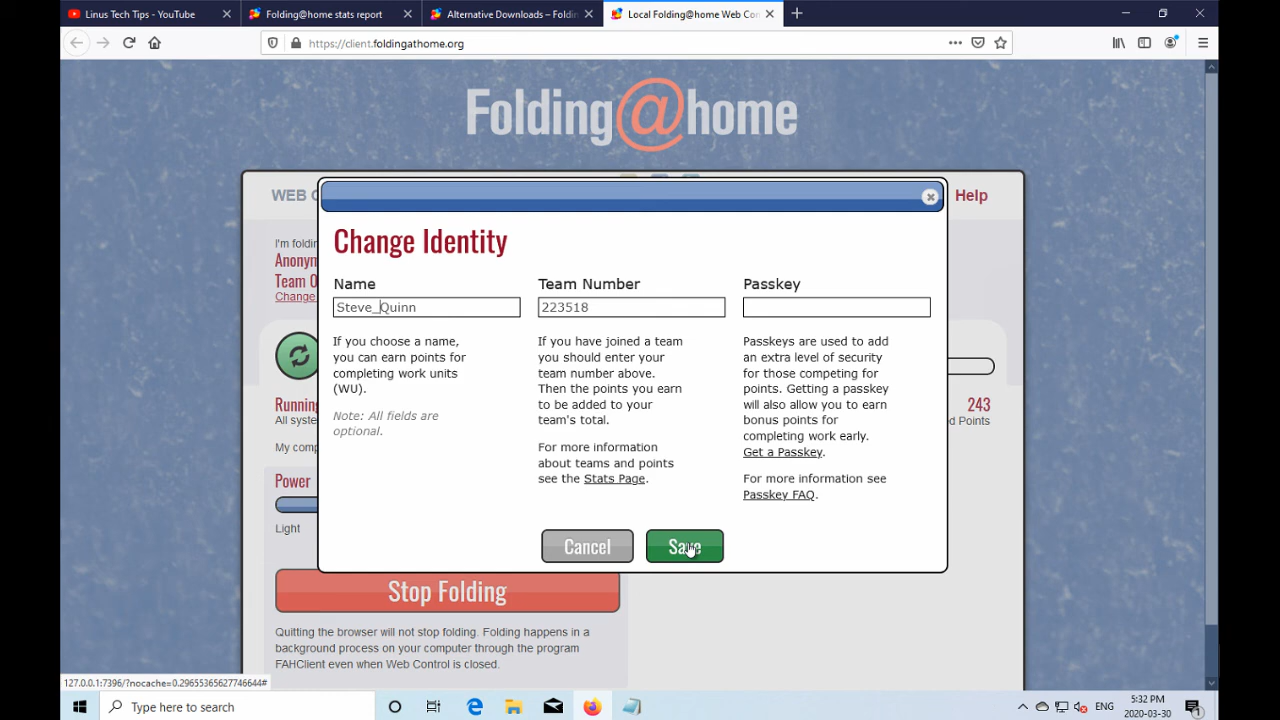 Linus Tech Tips - YouTube
Folding@home stats report
Alternative Downloads – Foldin
Local Folding@home Web Con
https://client.foldingathome.org
Folding@home
WEB C
Help
I'm foldin
Anonym
Team 0
Change
Change Identity
Name
Team Number
Passkey
Steve_Quinn
223518
If you choose a name,
you can earn points for
completing work units
(WU).
Note: All fields are
optional.
If you have joined a team
you should enter your
team number above.
Then the points you earn
to be added to your
team's total.
For more information
about teams and points
see the Stats Page.
Passkeys are used to add
an extra level of security
for those competing for
points. Getting a passkey
will also allow you to earn
bonus points for
completing work early.
Get a Passkey.
For more information see
Passkey FAQ.
Cancel
Save
Running
All syste
My comp
243
d Points
Power
Light
Stop Folding
Quitting the browser will not stop folding. Folding happens in a
background process on your computer through the program
FAHClient even when Web Control is closed.
127.0.0.1:7396/?nocache=0.29655365627746644#
Type here to search
ENG
5:32 PM
2020-03-30
1